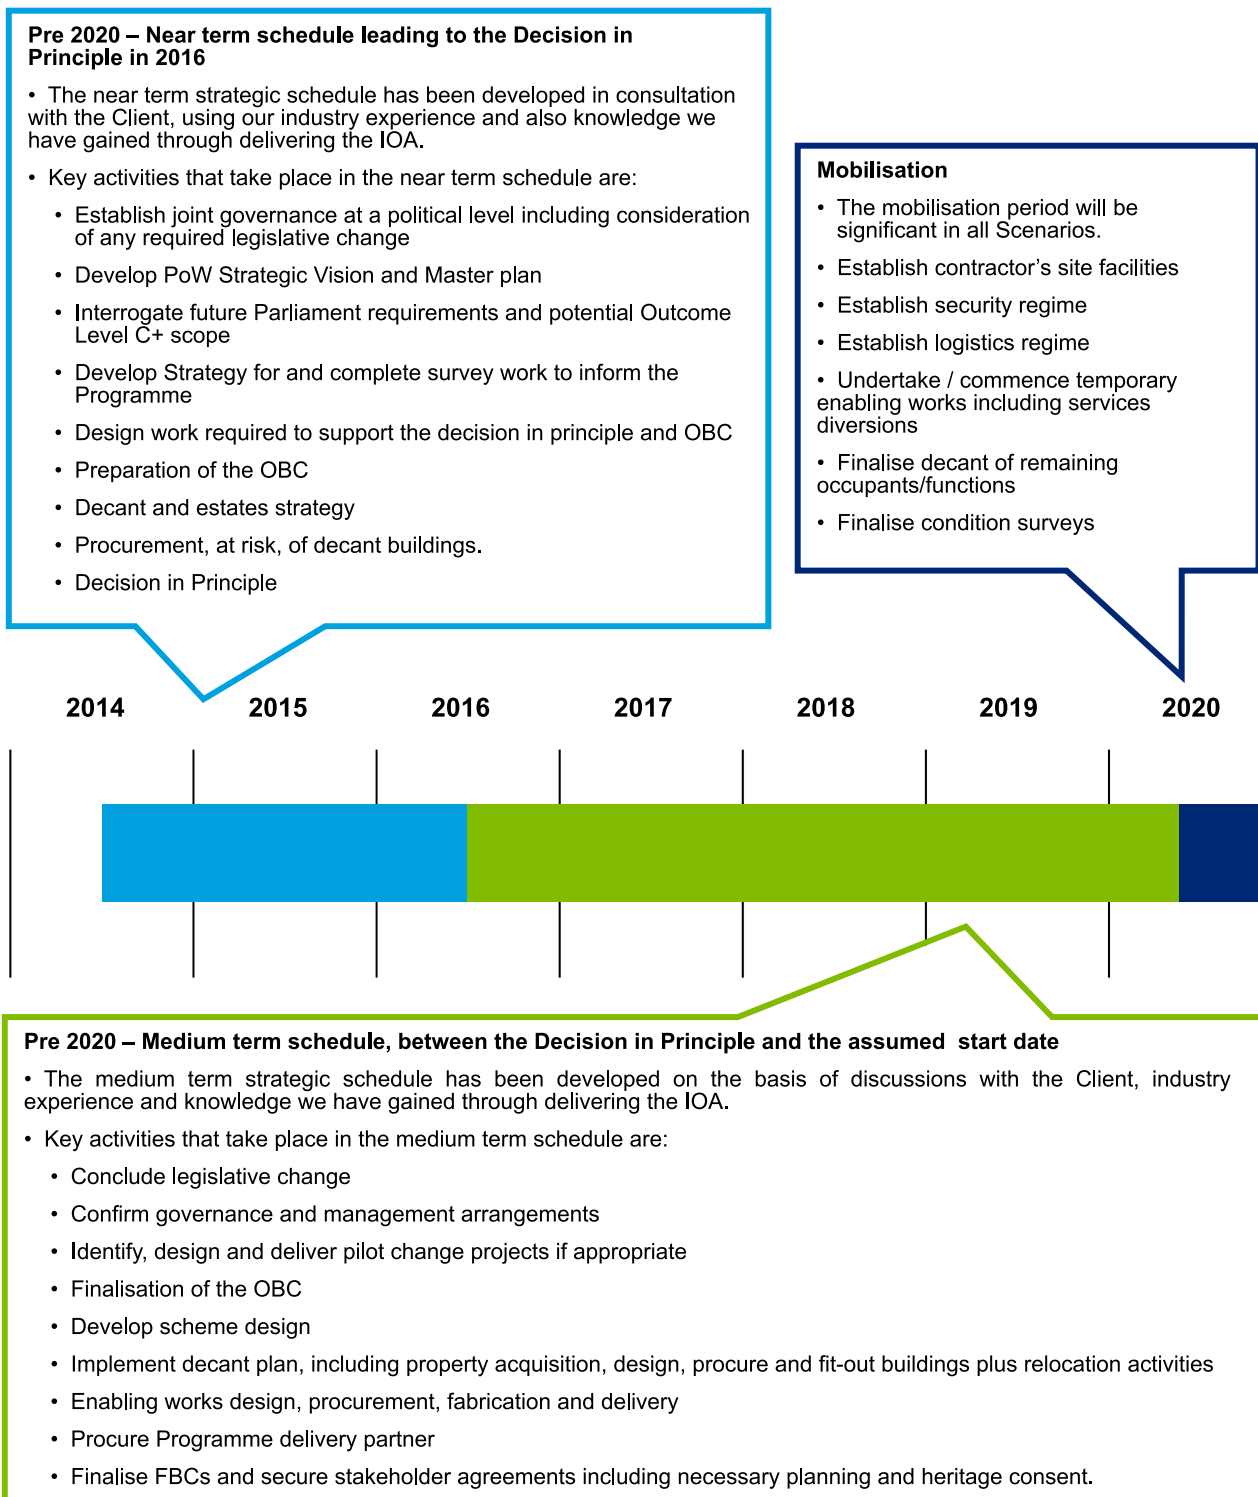 Pre 2020 – Near term schedule leading to the Decision in
Principle in 2016
• The near term strategic schedule has been developed in consultation
with the Client, using our industry experience and also knowledge we
have gained through delivering the IOA.
• Key activities that take place in the near term schedule are:
• Establish joint governance at a political level including consideration
of any required legislative change
• Develop PoW Strategic Vision and Master plan
• Interrogate future Parliament requirements and potential Outcome
Level C+ scope
• Develop Strategy for and complete survey work to inform the
Programme
• Design work required to support the decision in principle and OBC
• Preparation of the OBC
• Decant and estates strategy
• Procurement, at risk, of decant buildings.
• Decision in Principle
Mobilisation
• The mobilisation period will be
significant in all Scenarios.
• Establish contractor's site facilities
• Establish security regime
• Establish logistics regime
• Undertake / commence temporary
enabling works including services
diversions
• Finalise decant of remaining
occupants/functions
• Finalise condition surveys
2014 2015 2016 2017 2018 2019 2020
Pre 2020 – Medium term schedule, between the Decision in Principle and the assumed start date
• The medium term strategic schedule has been developed on the basis of discussions with the Client, industry
experience and knowledge we have gained through delivering the IOA.
• Key activities that take place in the medium term schedule are:
• Conclude legislative change
• Confirm governance and management arrangements
• Identify, design and deliver pilot change projects if appropriate
• Finalisation of the OBC
• Develop scheme design
• Implement decant plan, including property acquisition, design, procure and fit-out buildings plus relocation activities
• Enabling works design, procurement, fabrication and delivery
• Procure Programme delivery partner
• Finalise FBCs and secure stakeholder agreements including necessary planning and heritage consent.